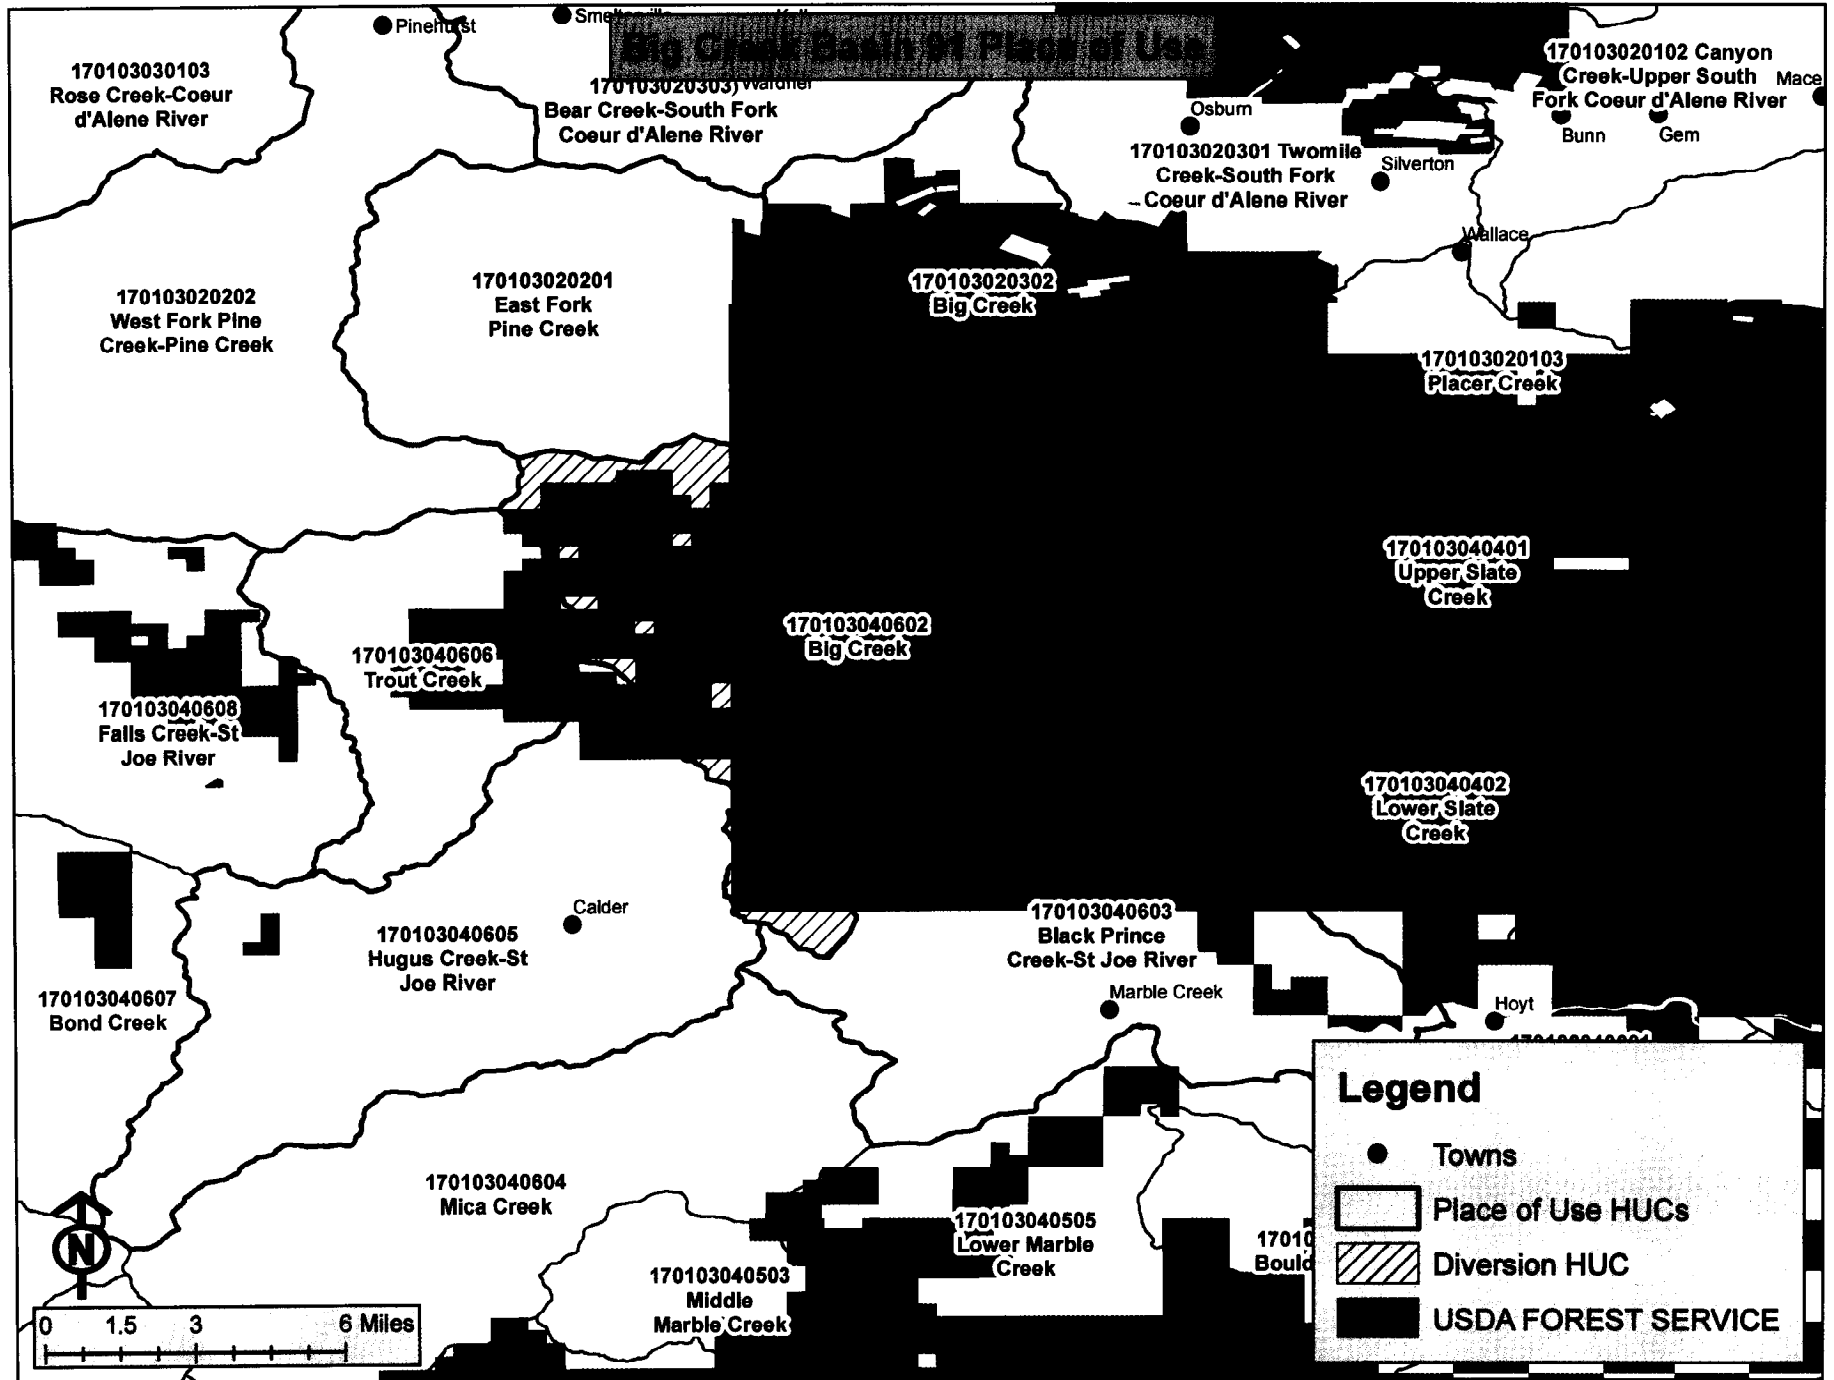 Pinehurst
Big Creek Basin 91 Place of Use
170103030103
Rose Creek-Coeur
d'Alene River
170103020303
Wardner
Bear Creek-South Fork
Coeur d'Alene River
170103020102 Canyon
Creek-Upper South
Fork Coeur d'Alene River
Mace
Osburn
Bunn
Gem
170103020301 Twomile
Creek-South Fork
Coeur d'Alene River
Silverton
Wallace
170103020202
West Fork Pine
Creek-Pine Creek
170103020201
East Fork
Pine Creek
170103020302
Big Creek
170103020103
Placer Creek
170103040401
Upper Slate
Creek
170103040602
Big Creek
170103040606
Trout Creek
170103040608
Falls Creek-St
Joe River
170103040402
Lower Slate
Creek
Calder
170103040605
Hugus Creek-St
Joe River
170103040603
Black Prince
Creek-St Joe River
Marble Creek
Hoyt
170103040607
Bond Creek
170103040604
Mica Creek
170103040505
Lower Marble
Creek
170103040503
Middle
Marble Creek
1701
Legend
Towns
Place of Use HUCs
Diversion HUC
USDA FOREST SERVICE
N
0 1.5 3 6 Miles